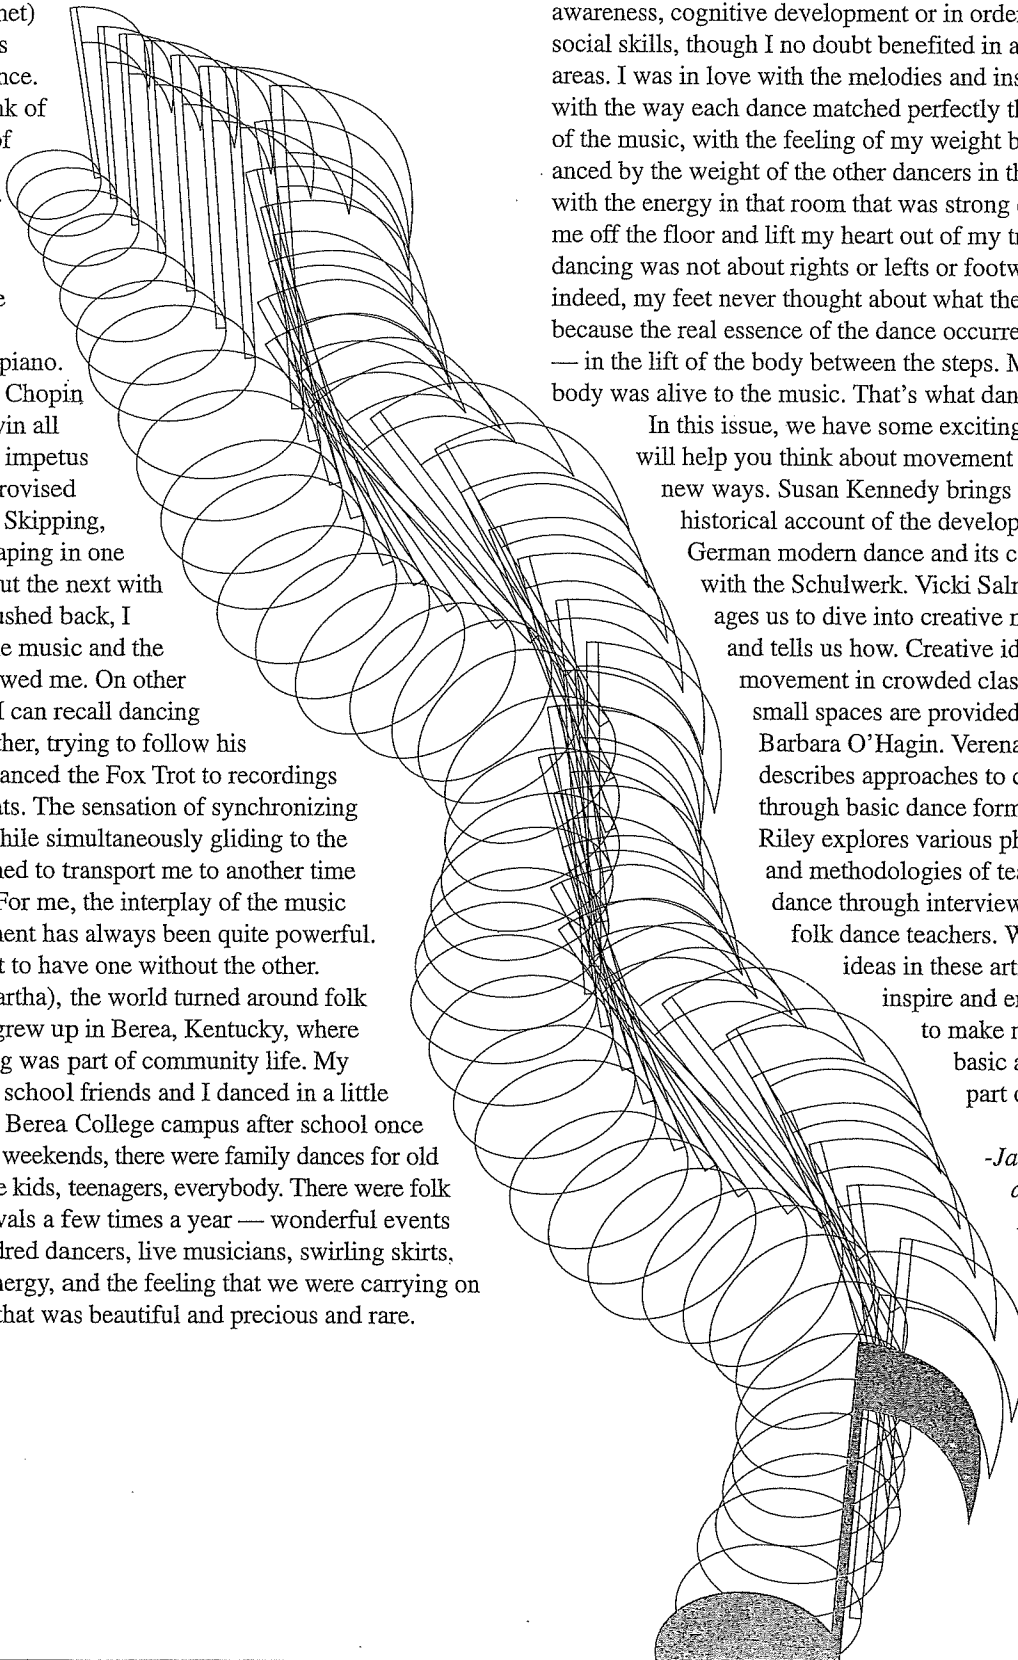 net)
s
nce.
nk of
of
e
piano.
Chopin
vin all
impetus
rovised
Skipping,
aping in one
ut the next with
ushed back, I
e music and the
wed me. On other
I can recall dancing
her, trying to follow his
anced the Fox Trot to recordings
ts. The sensation of synchronizing
hile simultaneously gliding to the
ned to transport me to another time
For me, the interplay of the music
nent has always been quite powerful.
t to have one without the other.
artha), the world turned around folk
grew up in Berea, Kentucky, where
g was part of community life. My
school friends and I danced in a little
Berea College campus after school once
weekends, there were family dances for old
e kids, teenagers, everybody. There were folk
vals a few times a year — wonderful events
dred dancers, live musicians, swirling skirts,
nergy, and the feeling that we were carrying on
that was beautiful and precious and rare.
awareness, cognitive development or in orde
social skills, though I no doubt benefited in a
areas. I was in love with the melodies and ins
with the way each dance matched perfectly th
of the music, with the feeling of my weight b
anced by the weight of the other dancers in th
with the energy in that room that was strong
me off the floor and lift my heart out of my tr
dancing was not about rights or lefts or footw
indeed, my feet never thought about what the
because the real essence of the dance occurre
— in the lift of the body between the steps. M
body was alive to the music. That's what dan
In this issue, we have some exciting
will help you think about movement
new ways. Susan Kennedy brings
historical account of the develop
German modern dance and its c
with the Schulwerk. Vicki Salm
ages us to dive into creative m
and tells us how. Creative id
movement in crowded clas
small spaces are provided
Barbara O'Hagin. Verena
describes approaches to c
through basic dance form
Riley explores various ph
and methodologies of tea
dance through interview
folk dance teachers. W
ideas in these arti
inspire and en
to make m
basic a
part o
-Ja